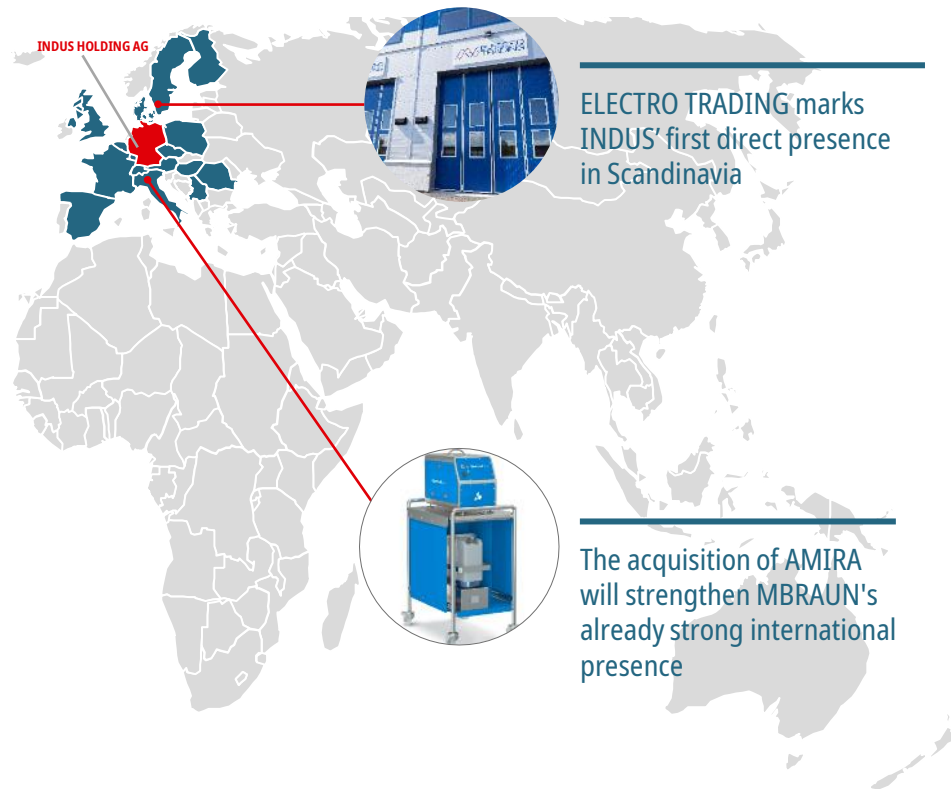 INDUS HOLDING AG
ELECTRO TRADING marks
INDUS’ first direct presence
in Scandinavia
The acquisition of AMIRA
will strengthen MBRAUN's
already strong international
presence